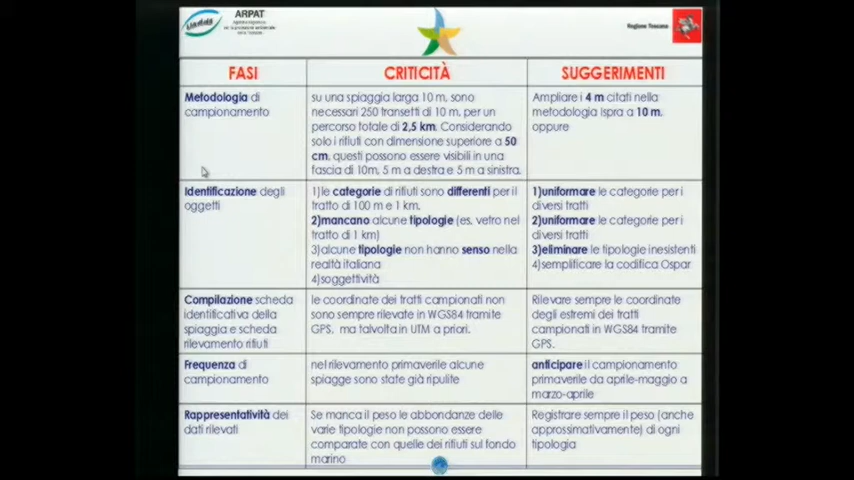 ARPAT
Regione Toscana
FASI
CRITICITÀ
SUGGERIMENTI
Metodologia di
campionamento
su una spiaggia larga 10 m, sono
necessari 250 transetti di 10 m, per un
percorso totale di 2,5 km. Considerando
solo i rifiuti con dimensione superiore a 50
cm, questi possono essere visibili in una
fascia di 10m, 5 m a destra e 5 m a sinistra.
Ampliare i 4 m citati nella
metodologia Ispra a 10 m,
oppure
Identificazione degli
oggetti
1)le categorie di rifiuti sono differenti per il
tratto di 100 m e 1 km.
2)mancano alcune tipologie (es. vetro nel
tratto di 1 km)
3)alcune tipologie non hanno senso nella
realtà italiana
4)soggettività
1)uniformare le categorie per i
diversi tratti
2)uniformare le categorie per i
diversi tratti
3)eliminare le tipologie inesistenti
4)semplificare la codifica Ospar
Compilazione scheda
identificativa della
spiaggia e scheda
rilevamento rifiuti
le coordinate dei tratti campionati non
sono sempre rilevate in WGS84 tramite
GPS, ma talvolta in UTM a priori.
Rilevare sempre le coordinate
degli estremi dei tratti
campionati in WGS84 tramite
GPS.
Frequenza di
campionamento
nel rilevamento primaverile alcune
spiagge sono state già ripulite
anticipare il campionamento
primaverile da aprile-maggio a
marzo-aprile
Rappresentatività dei
dati rilevati
Se manca il peso le abbondanze delle
varie tipologie non possono essere
comparate con quelle dei rifiuti sul fondo
marino
Registrare sempre il peso (anche
approssimativamente) di ogni
tipologia